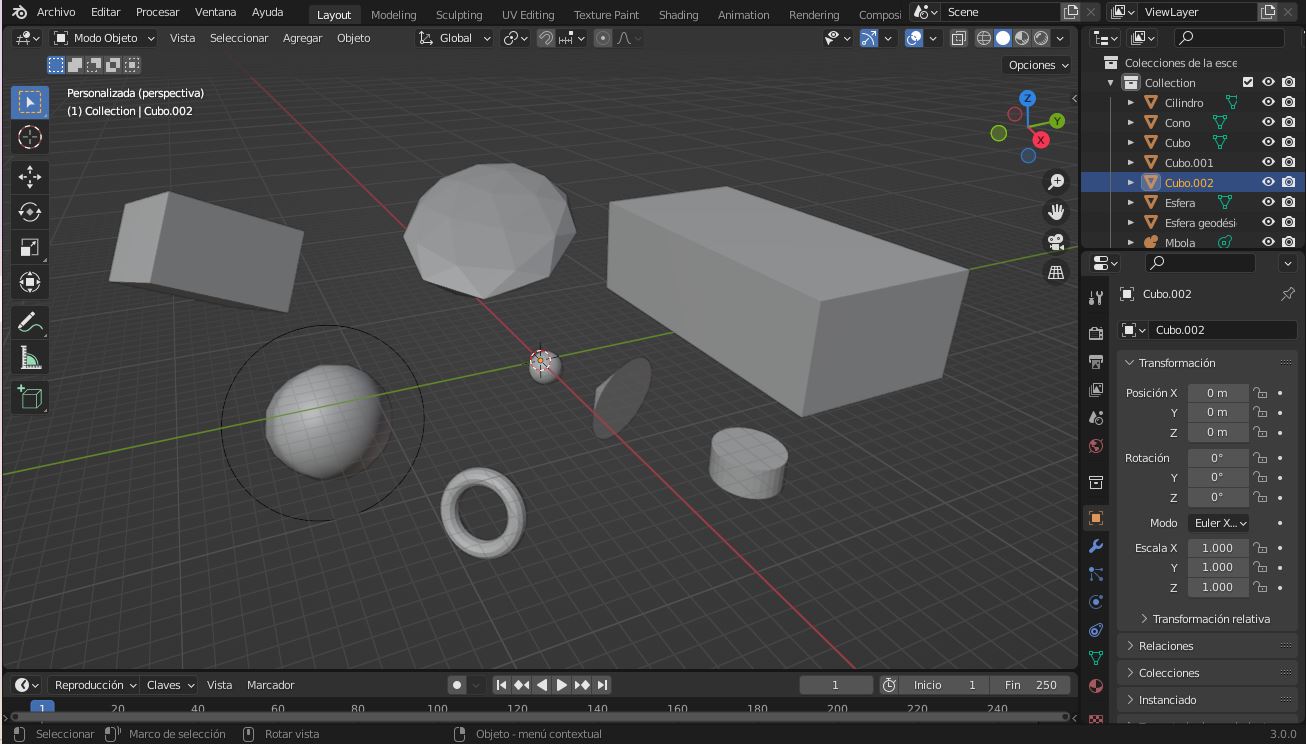 Archivo Editar Procesar Ventana Ayuda Layout Modeling Sculpting UV Editing Texture Paint Shading Animation Rendering Composi Scene ViewLayer
Modo Objeto Vista Seleccionar Agregar Objeto Global
Opciones
Personalizada (perspectiva)
(1) Collection | Cubo.002
Z
Y
X
Colecciones de la esce
Collection
Cilindro
Cono
Cubo
Cubo.001
Cubo.002
Esfera
Esfera geodési
Mbola
Cubo.002
Cubo.002
Transformación
Posición X 0 m
Y 0 m
Z 0 m
Rotación 0°
Y 0°
Z 0°
Modo Euler X...
Escala X 1.000
Y 1.000
Z 1.000
Transformación relativa
Relaciones
Colecciones
Instanciado
Reproducción Claves Vista Marcador 1 Inicio 1 Fin 250
1 20 40 60 80 100 120 140 160 180 200 220 240
Seleccionar Marco de selección Rotar vista Objeto - menú contextual 3.0.0